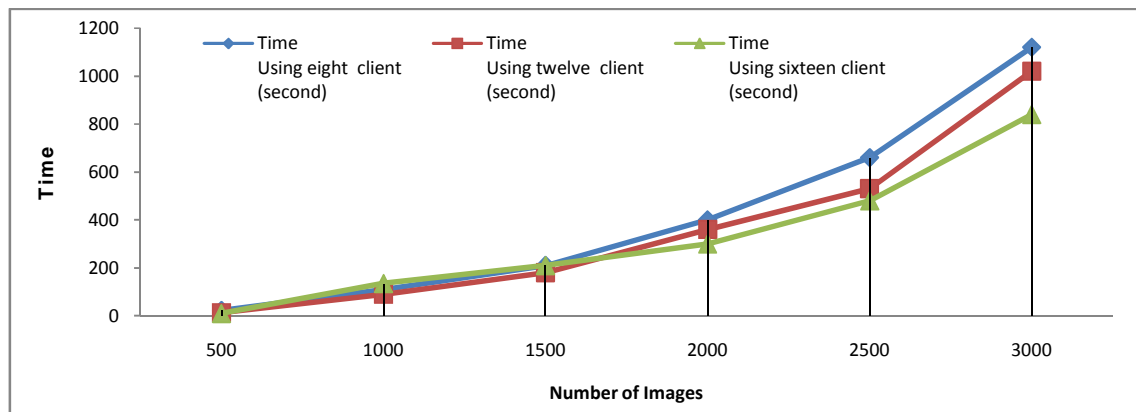 1200
1000
800
600
400
200
0
Time
Time
Using eight client
(second)
Time
Using twelve client
(second)
Time
Using sixteen client
(second)
500 1000 1500 2000 2500 3000
Number of Images